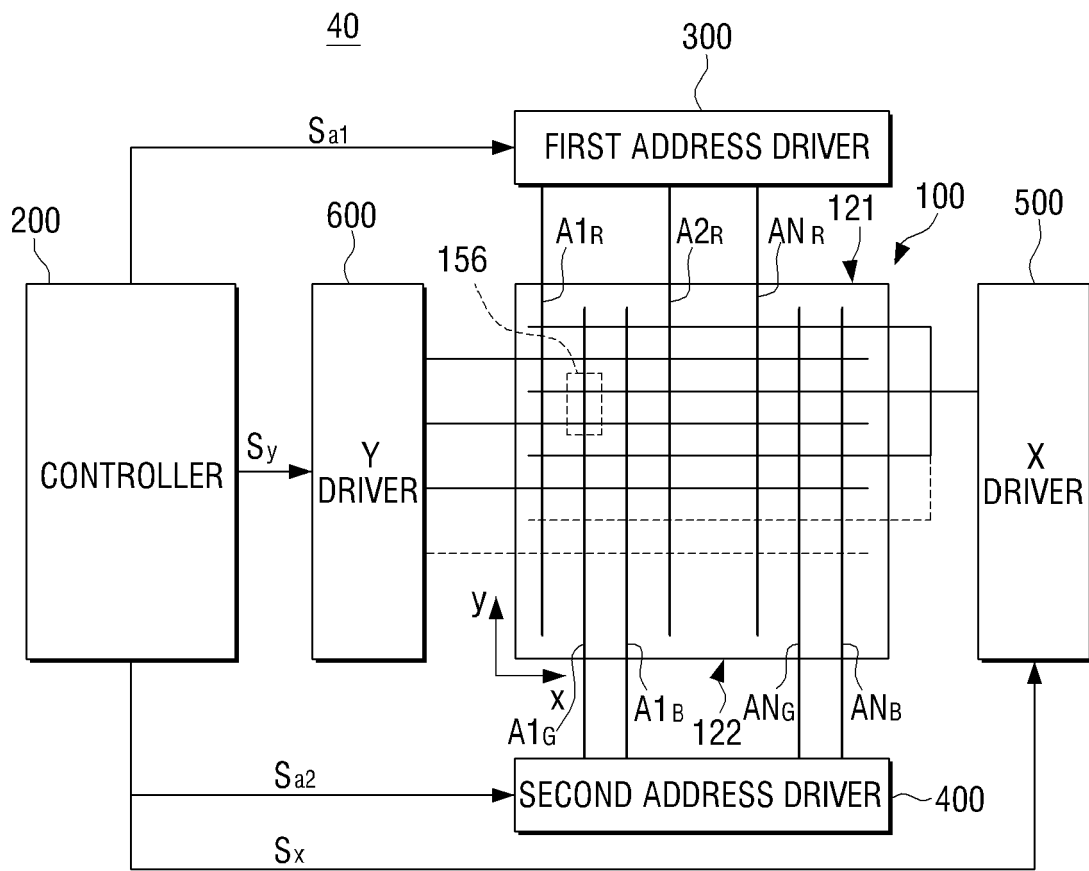 40
300
Sa1
FIRST ADDRESS DRIVER
200
600
156
A1R
A2R
ANR
121
100
500
CONTROLLER
Sy
Y
DRIVER
X
DRIVER
y
x
A1G
A1B
122
ANG
ANB
Sa2
SECOND ADDRESS DRIVER
400
Sx